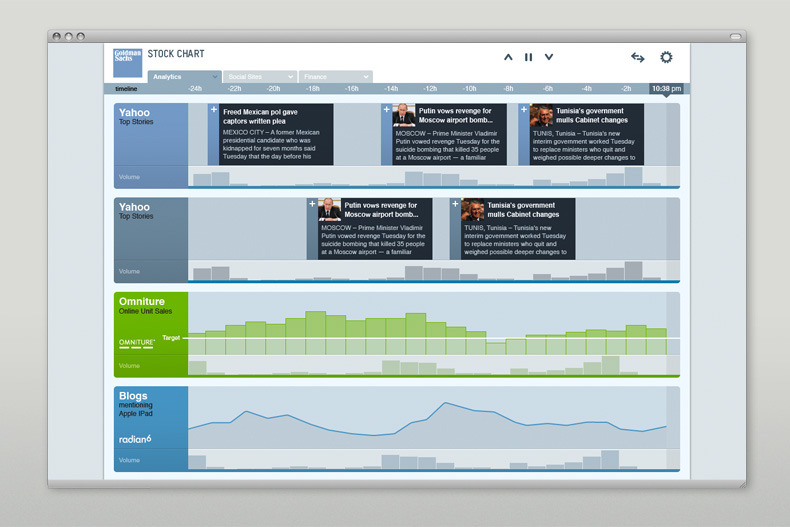 Goldman
Sachs
STOCK CHART
Analytics
Social Sites
Finance
timeline
-24h
-22h
-20h
-18h
-16h
-14h
-12h
-10h
-8h
-6h
-4h
-2h
10:38 pm
Yahoo
Top Stories
Volume
Freed Mexican pol gave
captors written plea
MEXICO CITY – A former Mexican
presidential candidate who was
kidnapped for seven months said
Tuesday that the day before his
Putin vows revenge for
Moscow airport bomb...
MOSCOW – Prime Minister Vladimir
Putin vowed revenge Tuesday for the
suicide bombing that killed 35 people
at a Moscow airport — a familiar
Tunisia's government
mulls Cabinet changes
TUNIS, Tunisia – Tunisia's new
interim government worked Tuesday
to replace ministers who quit and
weighed possible deeper changes to
Yahoo
Top Stories
Volume
Putin vows revenge for
Moscow airport bomb...
MOSCOW – Prime Minister Vladimir
Putin vowed revenge Tuesday for the
suicide bombing that killed 35 people
at a Moscow airport — a familiar
Tunisia's government
mulls Cabinet changes
TUNIS, Tunisia – Tunisia's new
interim government worked Tuesday
to replace ministers who quit and
weighed possible deeper changes to
Omniture
Online Unit Sales
Target
OMNITURE
Volume
Blogs
mentioning
Apple IPad
radian6
Volume